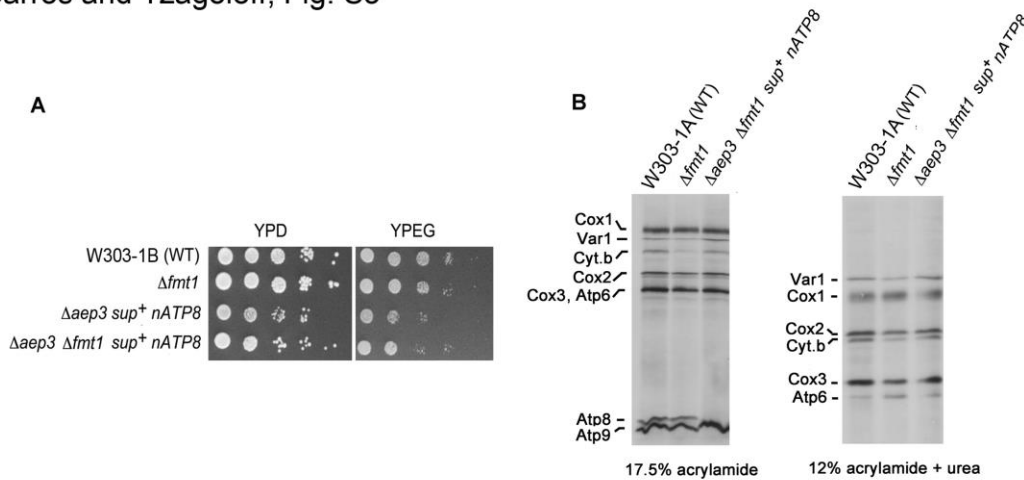 A
YPD
YPEG
W303-1B (WT)
Δfmt1
Δaep3 sup+ nATP8
Δaep3 Δfmt1 sup+ nATP8
B
W303-1A (WT)
Δfmt1
Δaep3 Δfmt1 sup+ nATP8
Cox1
Var1
Cyt.b
Cox2
Cox3, Atp6
Atp8
Atp9
17.5% acrylamide
W303-1A (WT)
Δfmt1
Δaep3 Δfmt1 sup+ nATP8
Var1
Cox1
Cox2
Cyt.b
Cox3
Atp6
12% acrylamide + urea